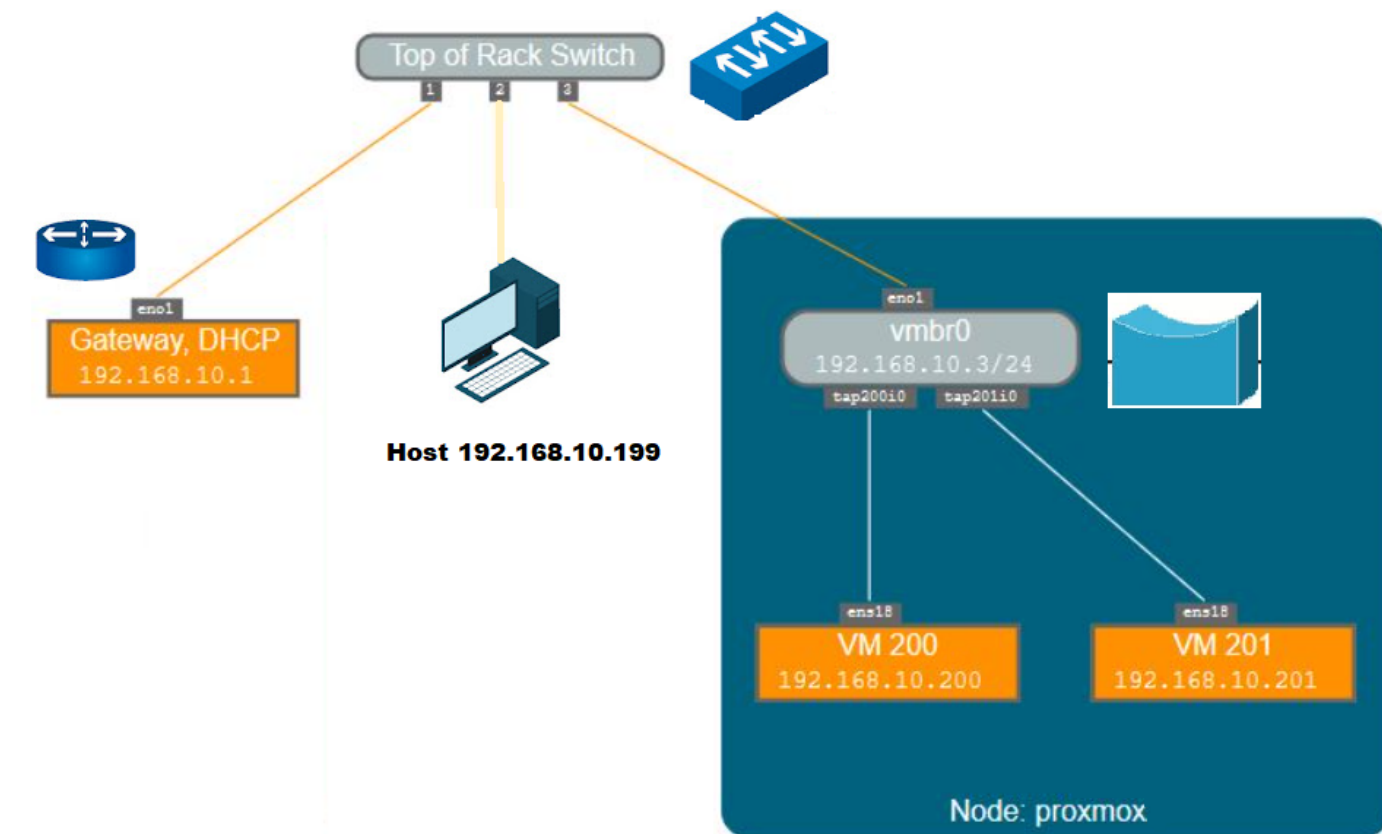 Top of Rack Switch
1 2 3
eno1
Gateway, DHCP
192.168.10.1
Host 192.168.10.199
eno1
vmbr0
192.168.10.3/24
tap200i0 tap201i0
ens18
VM 200
192.168.10.200
ens18
VM 201
192.168.10.201
Node: proxmox